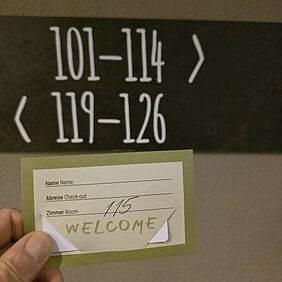 101–114 >
< 119–126
Name Name
Abreise Check-out
Zimmer Room 115
WELCOME